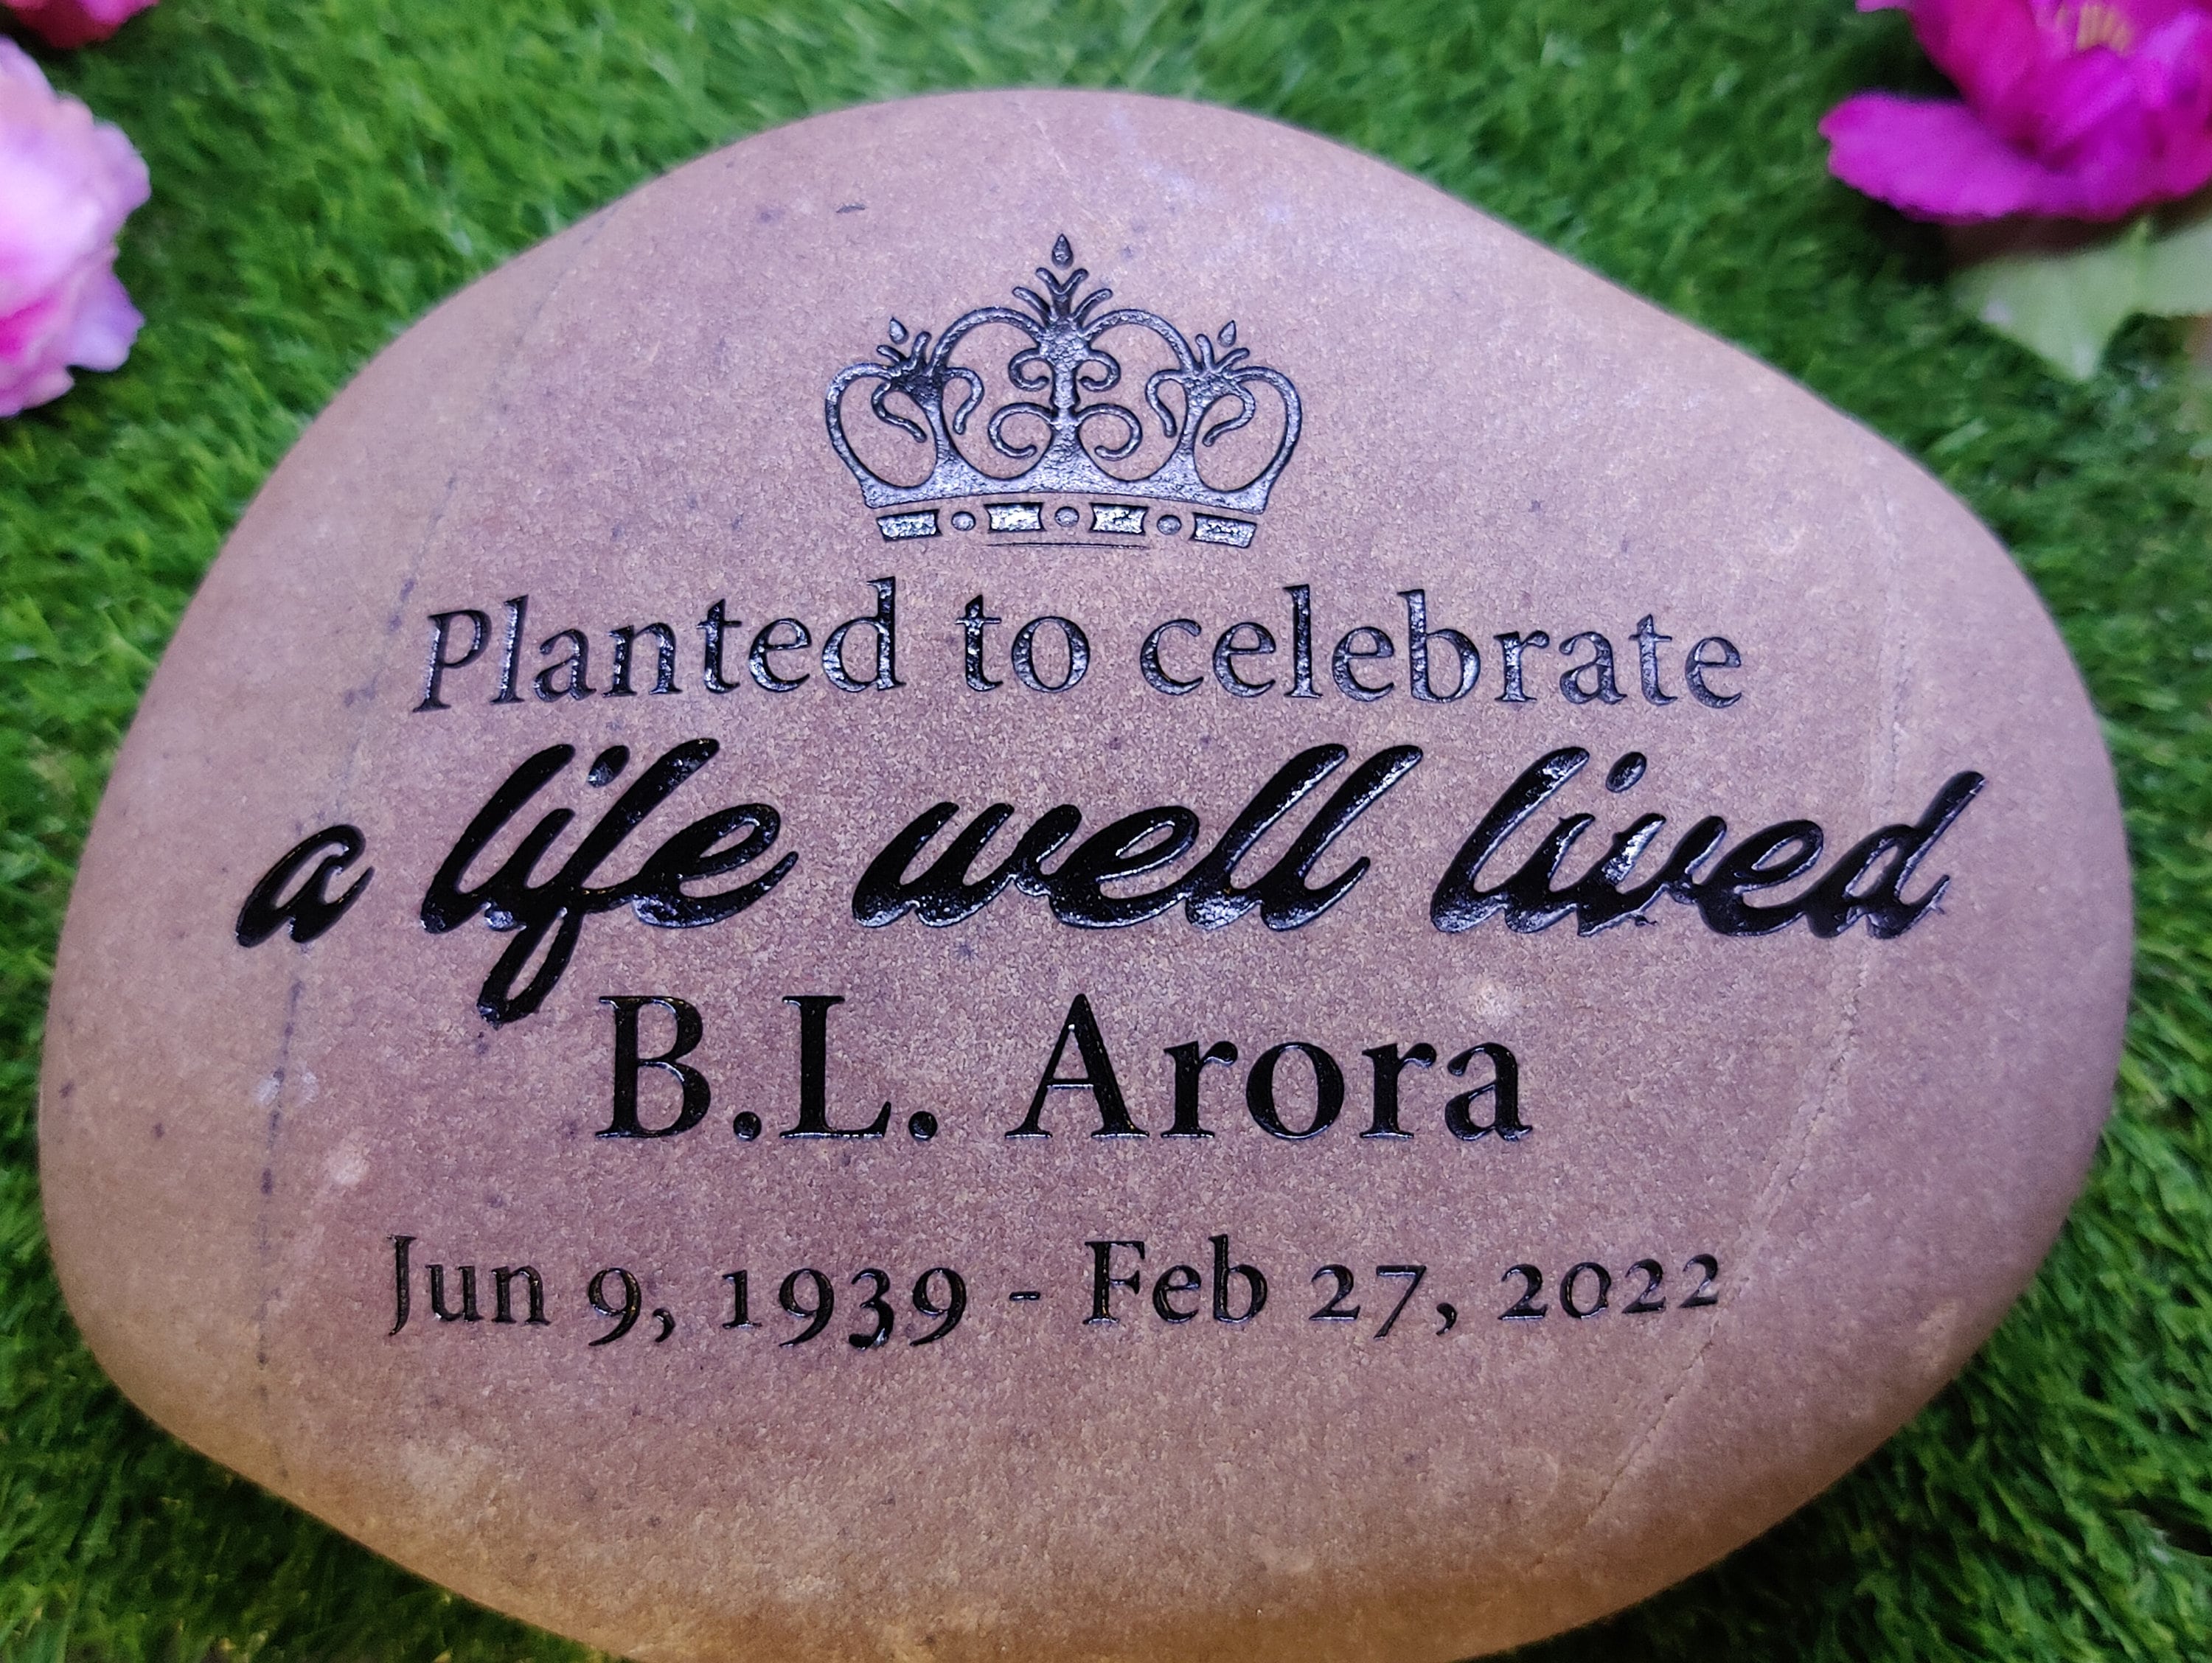 Planted to celebrate
a life well lived
B.L. Arora
Jun 9, 1939 - Feb 27, 2022